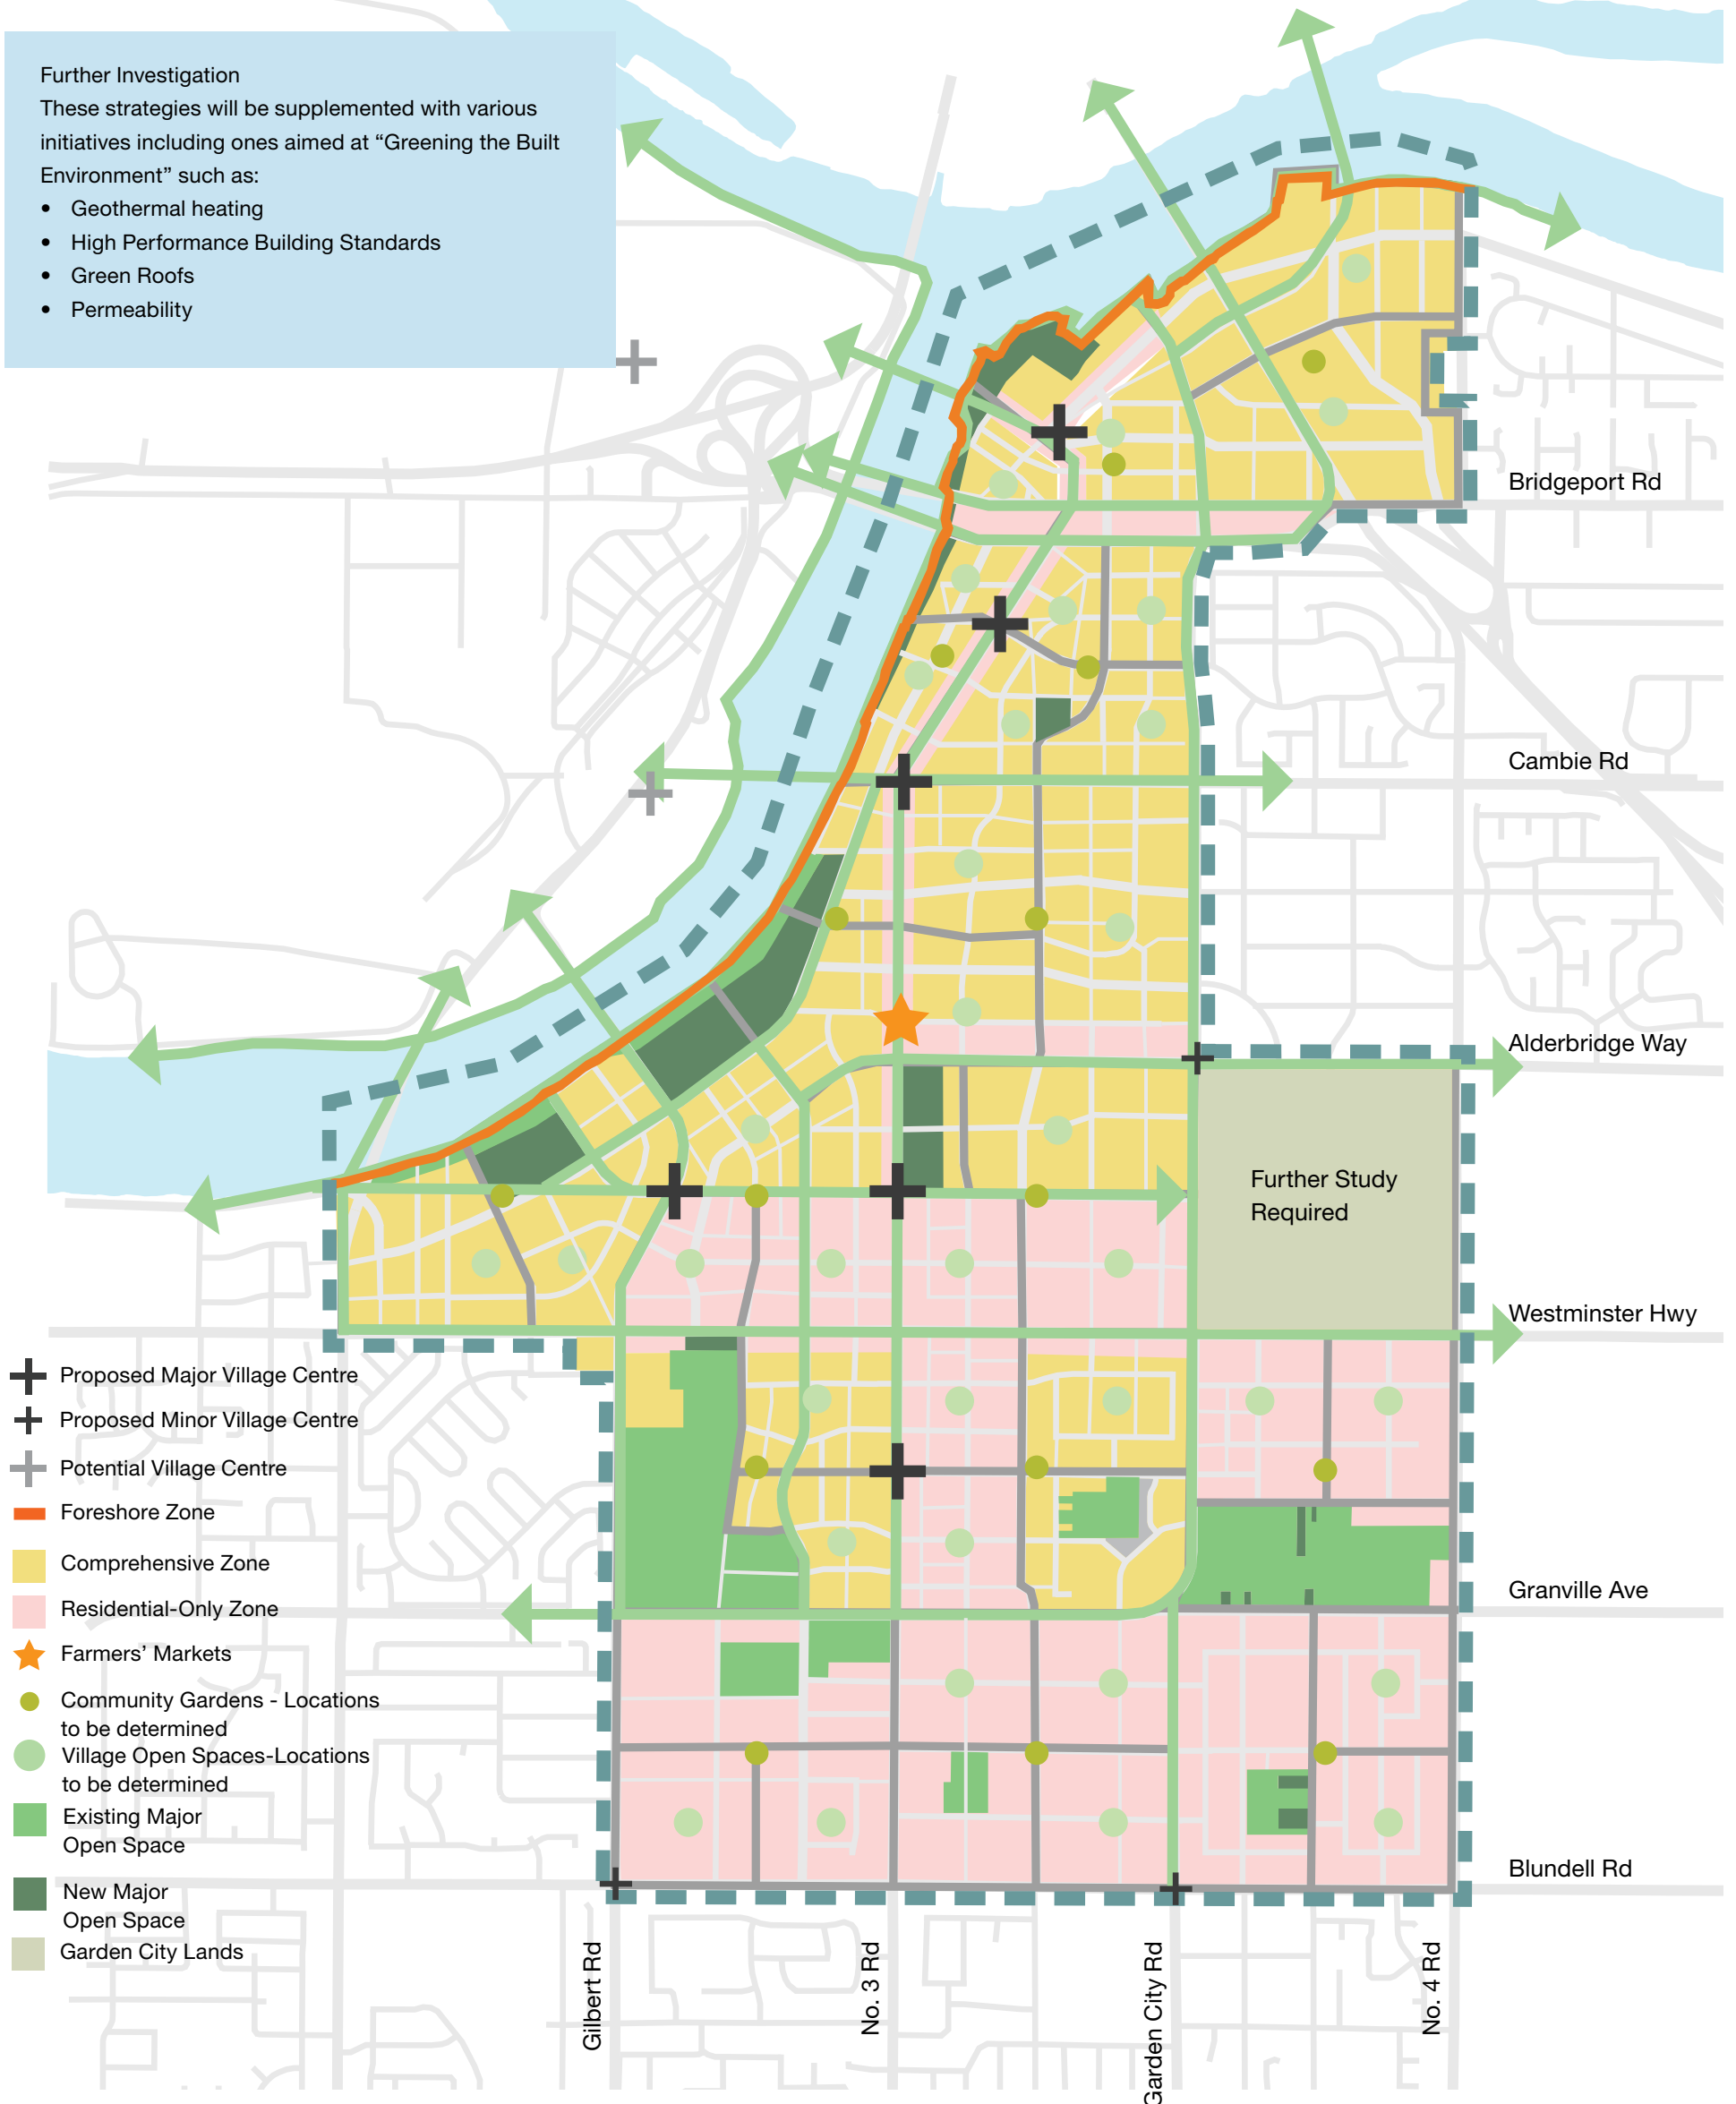 Further Investigation
These strategies will be supplemented with various
initiatives including ones aimed at “Greening the Built
Environment” such as:
• Geothermal heating
• High Performance Building Standards
• Green Roofs
• Permeability
Bridgeport Rd
Cambie Rd
Alderbridge Way
Further Study
Required
Westminster Hwy
Granville Ave
Blundell Rd
Proposed Major Village Centre
Proposed Minor Village Centre
Potential Village Centre
Foreshore Zone
Comprehensive Zone
Residential-Only Zone
Farmers’ Markets
Community Gardens - Locations
to be determined
Village Open Spaces-Locations
to be determined
Existing Major
Open Space
New Major
Open Space
Garden City Lands
Gilbert Rd
No. 3 Rd
Garden City Rd
No. 4 Rd